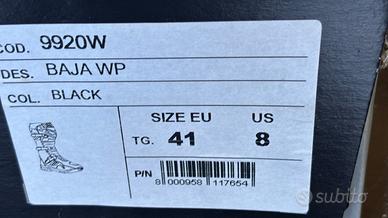 COD. 9920W
DES. BAJA WP
COL. BLACK
SIZE EU US
TG. 41 8
P/N
8 000958 117654
subito